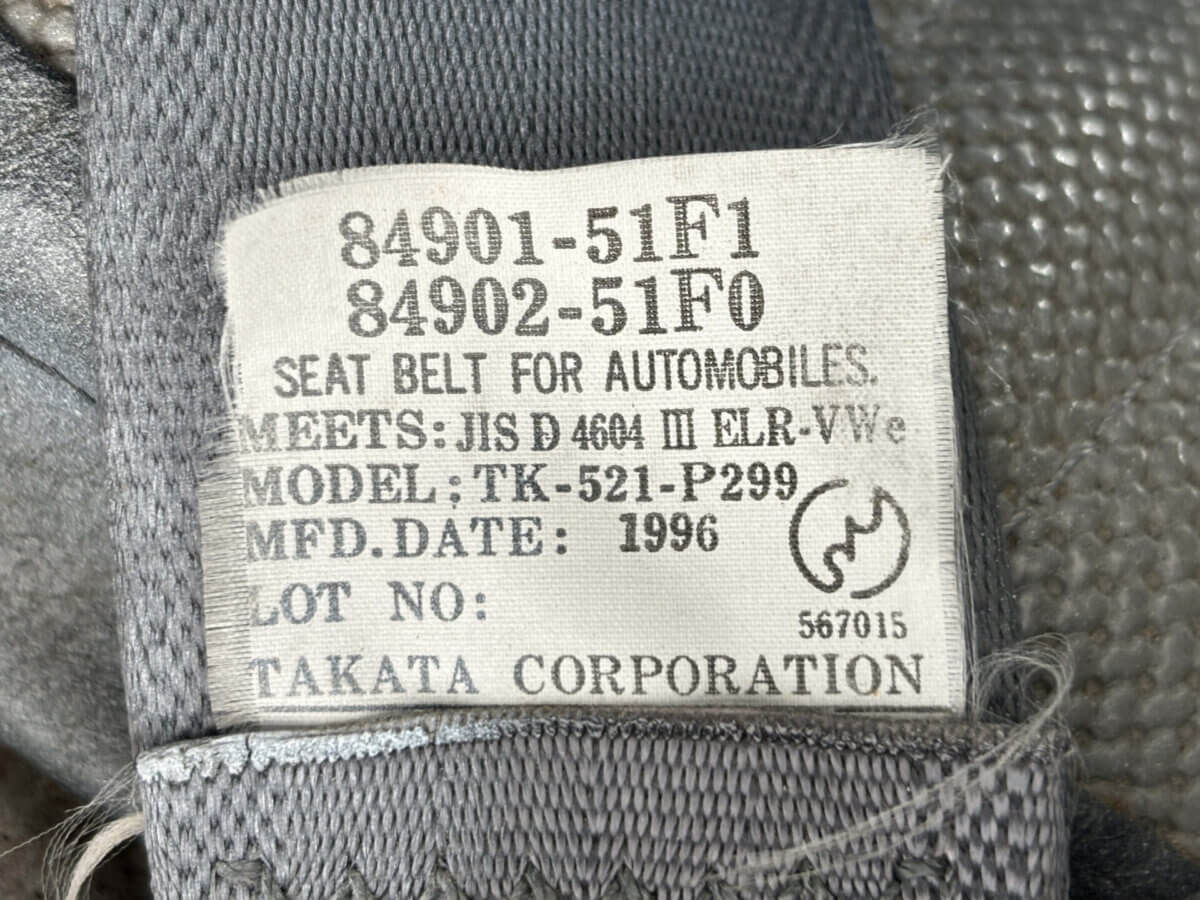 84901-51F1
84902-51F0
SEAT BELT FOR AUTOMOBILES.
MEETS: JIS D 4604 III ELR-VWe
MODEL: TK-521-P299
MFD.DATE: 1996
LOT NO:
567015
TAKATA CORPORATION